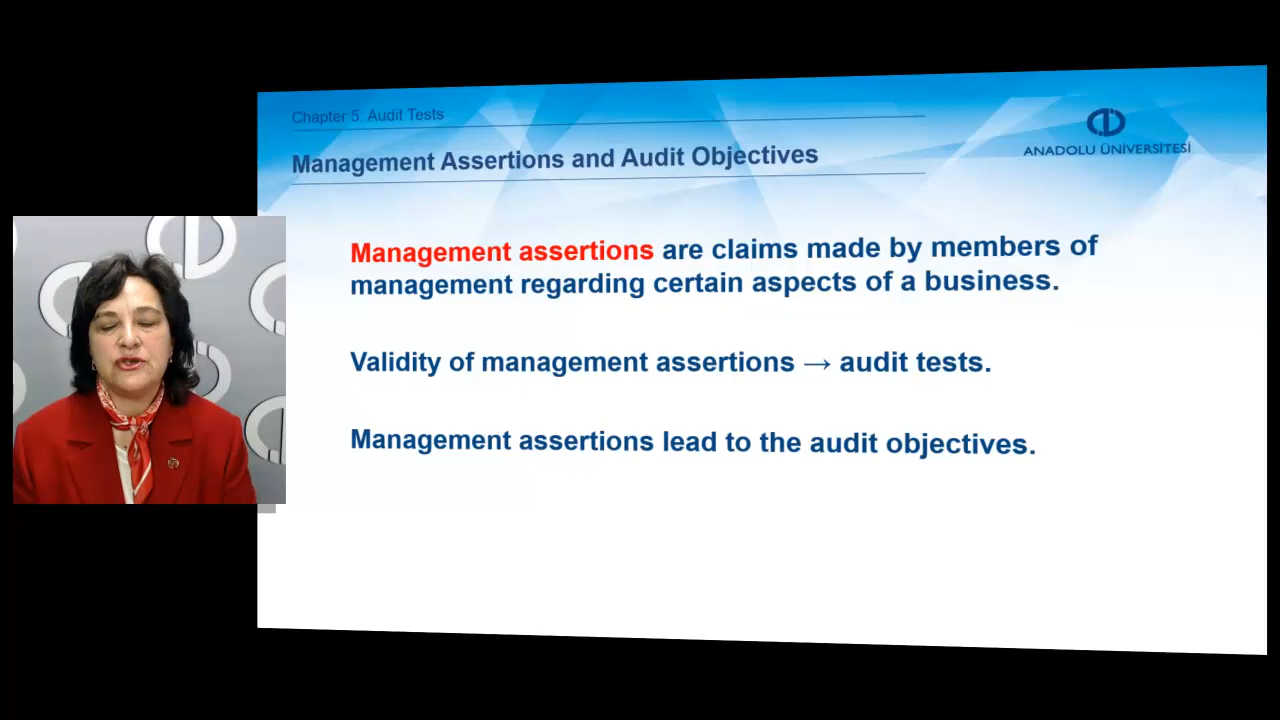 Chapter 5: Audit Tests
Management Assertions and Audit Objectives
ANADOLU ÜNİVERSİTESİ
Management assertions are claims made by members of
management regarding certain aspects of a business.
Validity of management assertions → audit tests.
Management assertions lead to the audit objectives.